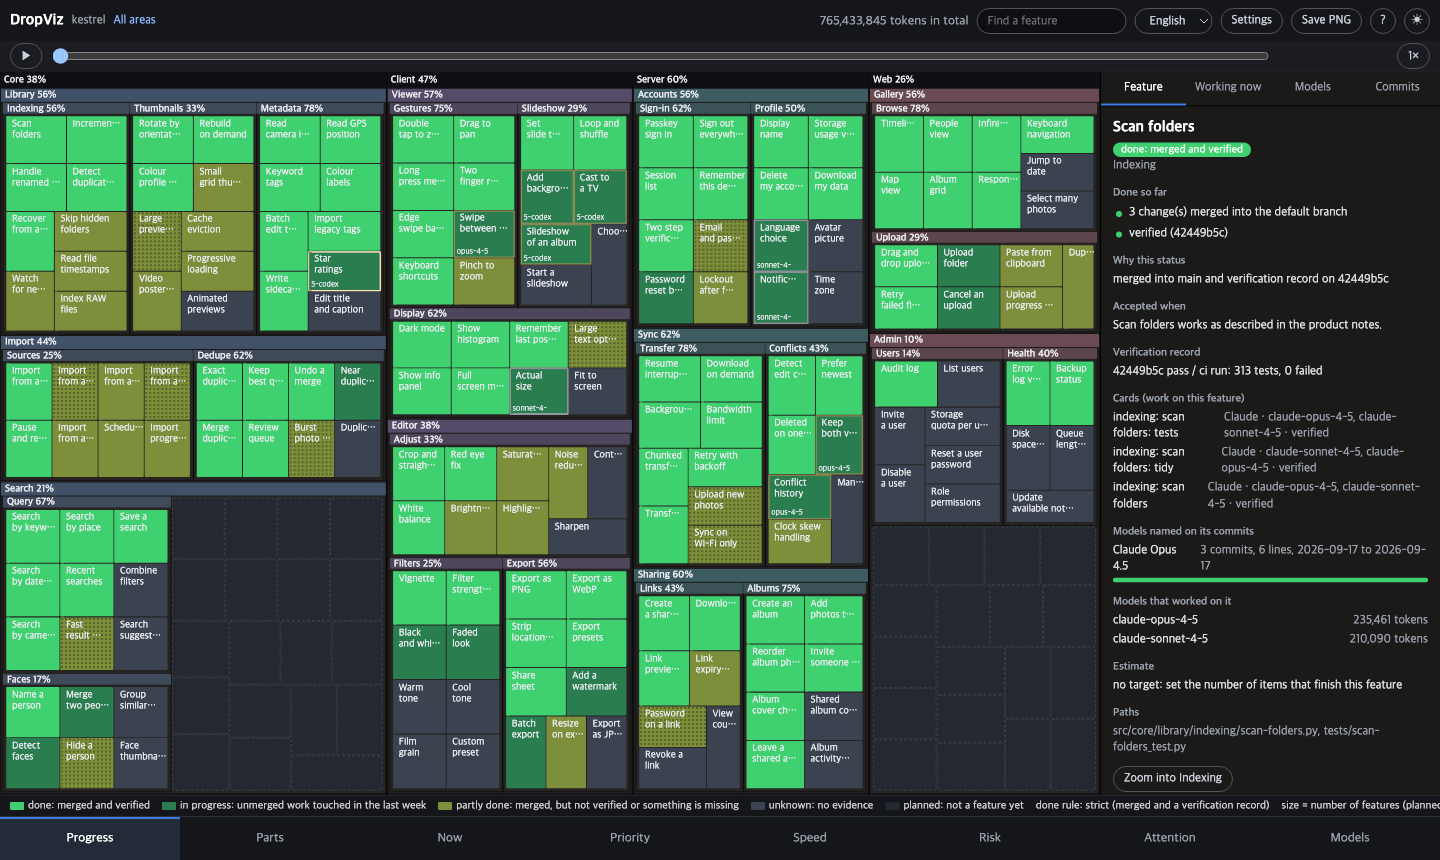 DropViz kestrel All areas
765,433,845 tokens in total
Find a feature
English
Settings
Save PNG
?
1×
Core 38%
Library 56%
Indexing 56%
Scan folders
Incremen···
Handle renamed ···
Detect duplicat···
Recover from a···
Skip hidden folders
Read file timestamps
Watch for ne···
Index RAW files
Thumbnails 33%
Rotate by orientat···
Rebuild on demand
Colour profile ···
Small grid thu···
Large previe···
Cache eviction
Progressive loading
Video poster···
Animated previews
Metadata 78%
Read camera i···
Read GPS position
Keyword tags
Colour labels
Batch edit t···
Import legacy tags
Star ratings
5-codex
Write sideca···
Edit title and caption
Import 44%
Sources 25%
Import from a···
Import from a···
Import from a···
Import from a···
Pause and re···
Import from a···
Schedu···
Import progre···
Dedupe 62%
Exact duplic···
Keep best q···
Undo a merge
Near duplic···
Merge duplic···
Review queue
Burst photo ···
Duplic···
Search 21%
Query 67%
Search by keyw···
Search by place
Save a search
Search by date···
Recent searches
Combine filters
Search by came···
Fast result ···
Search suggest···
Faces 17%
Name a person
Merge two peo···
Group similar···
Detect faces
Hide a person
Face thumbna···
Client 47%
Viewer 57%
Gestures 75%
Double tap to z···
Drag to pan
Long press me···
Two finger r···
Edge swipe ba···
Swipe between ···
opus-4-5
Keyboard shortcuts
Pinch to zoom
Slideshow 29%
Set slide t···
Loop and shuffle
Add backgro···
5-codex
Cast to a TV
5-codex
Slideshow of an album
5-codex
Choo···
Start a slideshow
Display 62%
Dark mode
Show histogram
Remember last pos···
Large text opt···
Show info panel
Full screen m···
Actual size
sonnet-4-
Fit to screen
Editor 38%
Adjust 33%
Crop and straigh···
Red eye fix
Saturat···
Noise redu···
Cont···
White balance
Brightn···
Highlig···
Sharpen
Filters 25%
Vignette
Filter strengt···
Black and whi···
Faded look
Warm tone
Cool tone
Film grain
Custom preset
Export 56%
Export as PNG
Export as WebP
Strip location···
Export presets
Share sheet
Add a watermark
Batch export
Resize on ex···
Export as JP···
Server 60%
Accounts 56%
Sign-in 62%
Passkey sign in
Sign out everywh···
Session list
Remember this de···
Two step verific···
Email and pas···
Password reset b···
Lockout after f···
Profile 50%
Display name
Storage usage v···
Delete my acco···
Download my data
Language choice
sonnet-4-
Avatar picture
Notific···
sonnet-4-
Time zone
Sync 62%
Transfer 78%
Resume interrup···
Download on demand
Backgrou···
Bandwidth limit
Chunked transf···
Retry with backoff
Upload new photos
Transf···
Sync on Wi-Fi only
Conflicts 43%
Detect edit c···
Prefer newest
Deleted on one···
Keep both v···
opus-4-5
Conflict history
opus-4-5
Man···
Clock skew handling
Sharing 60%
Links 43%
Create a shar···
Downlo···
Link previe···
Link expiry···
Password on a link
View cou···
Revoke a link
Albums 75%
Create an album
Add photos t···
Reorder album ph···
Invite someone ···
Album cover ch···
Shared album co···
Leave a shared a···
Album activity···
Web 26%
Gallery 56%
Browse 78%
Timeli···
People view
Infini···
Keyboard navigation
Jump to date
Map view
Album grid
Respon···
Select many photos
Upload 29%
Drag and drop uplo···
Upload folder
Paste from clipboard
Dup···
Retry failed fi···
Cancel an upload
Upload progress ···
Admin 10%
Users 14%
Audit log
List users
Invite a user
Storage quota per u···
Reset a user password
Disable a user
Role permissions
Health 40%
Error log v···
Backup status
Disk space···
Queue lengt···
Update available not···
Feature
Working now
Models
Commits
Scan folders
done: merged and verified
Indexing
Done so far
3 change(s) merged into the default branch
verified (42449b5c)
Why this status
merged into main and verification record on 42449b5c
Accepted when
Scan folders works as described in the product notes.
Verification record
42449b5c pass / ci run: 313 tests, 0 failed
Cards (work on this feature)
indexing: scan folders: tests
Claude · claude-opus-4-5, claude-sonnet-4-5 · verified
indexing: scan folders: tidy
Claude · claude-sonnet-4-5, claude-opus-4-5 · verified
indexing: scan folders
Claude · claude-opus-4-5, claude-sonnet-4-5 · verified
Models named on its commits
Claude Opus 4.5
3 commits, 6 lines, 2026-09-17 to 2026-09-17
Models that worked on it
claude-opus-4-5 235,461 tokens
claude-sonnet-4-5 210,090 tokens
Estimate
no target: set the number of items that finish this feature
Paths
src/core/library/indexing/scan-folders.py, tests/scan-folders_test.py
Zoom into Indexing
done: merged and verified
in progress: unmerged work touched in the last week
partly done: merged, but not verified or something is missing
unknown: no evidence
planned: not a feature yet
done rule: strict (merged and a verification record)
size = number of features (planned
Progress
Parts
Now
Priority
Speed
Risk
Attention
Models